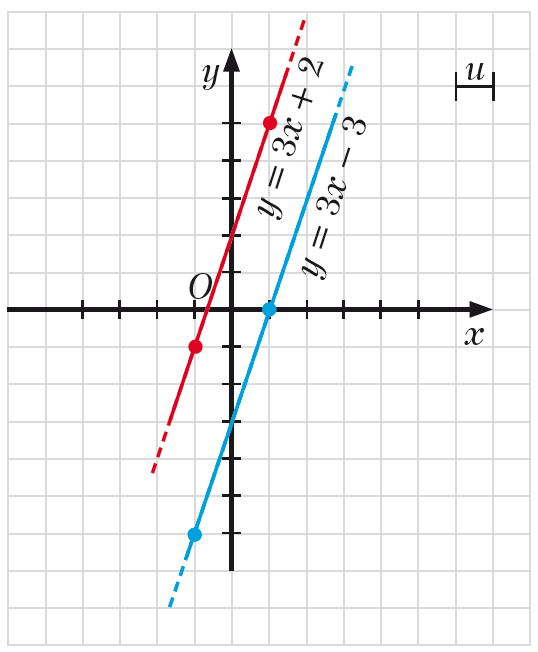 y
u
y = 3x + 2
y = 3x − 3
O
x